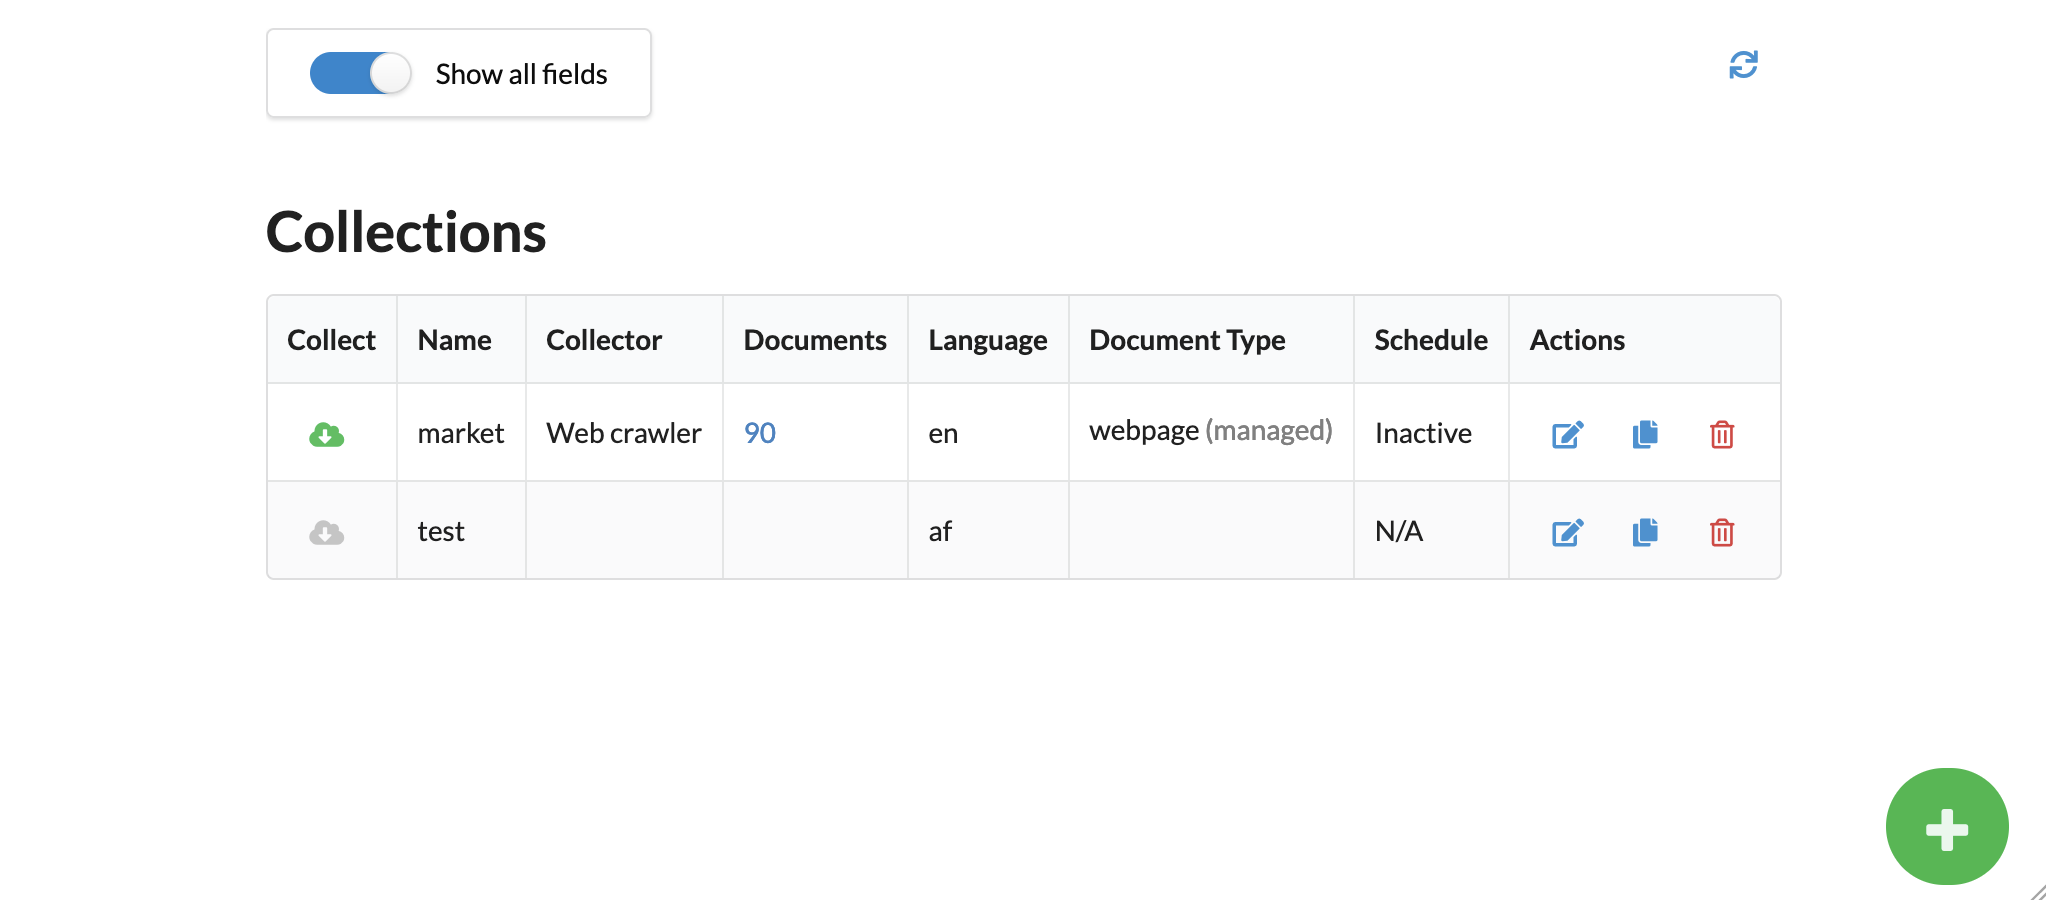 Show all fields
Collections
Collect Name Collector Documents Language Document Type Schedule Actions
market Web crawler 90 en webpage (managed) Inactive
test af N/A